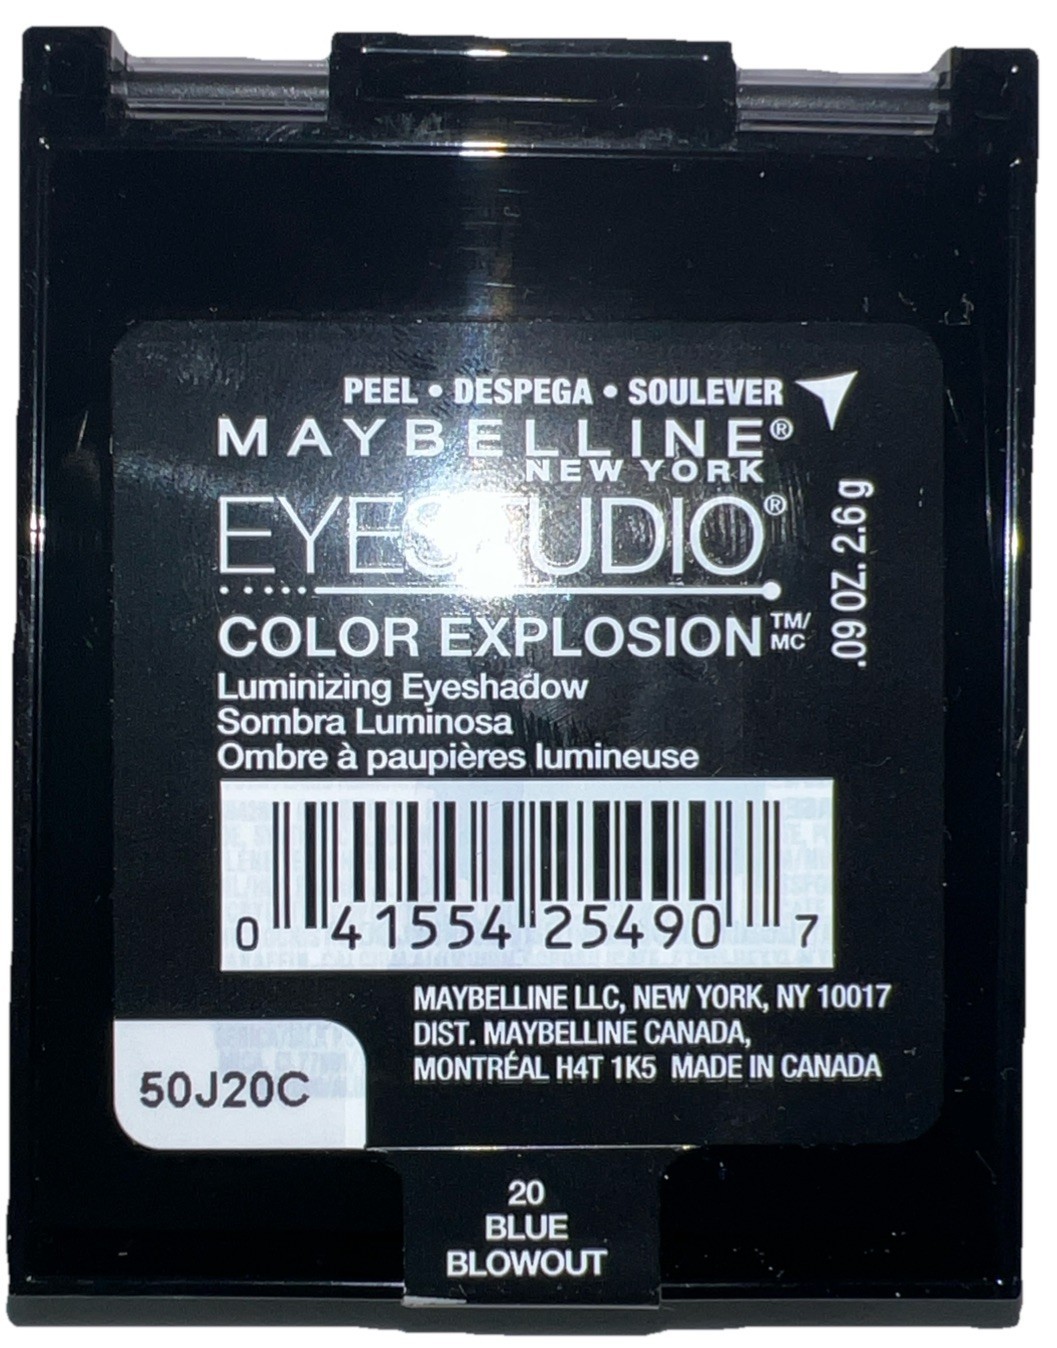 PEEL • DESPEGA • SOULEVER
MAYBELLINE®
NEW YORK
EYESTUDIO®
COLOR EXPLOSION TM/MC
.09 OZ. 2.6 g
Luminizing Eyeshadow
Sombra Luminosa
Ombre à paupières lumineuse
0 41554 25490 7
MAYBELLINE LLC, NEW YORK, NY 10017
DIST. MAYBELLINE CANADA,
MONTRÉAL H4T 1K5 MADE IN CANADA
50J20C
20
BLUE
BLOWOUT